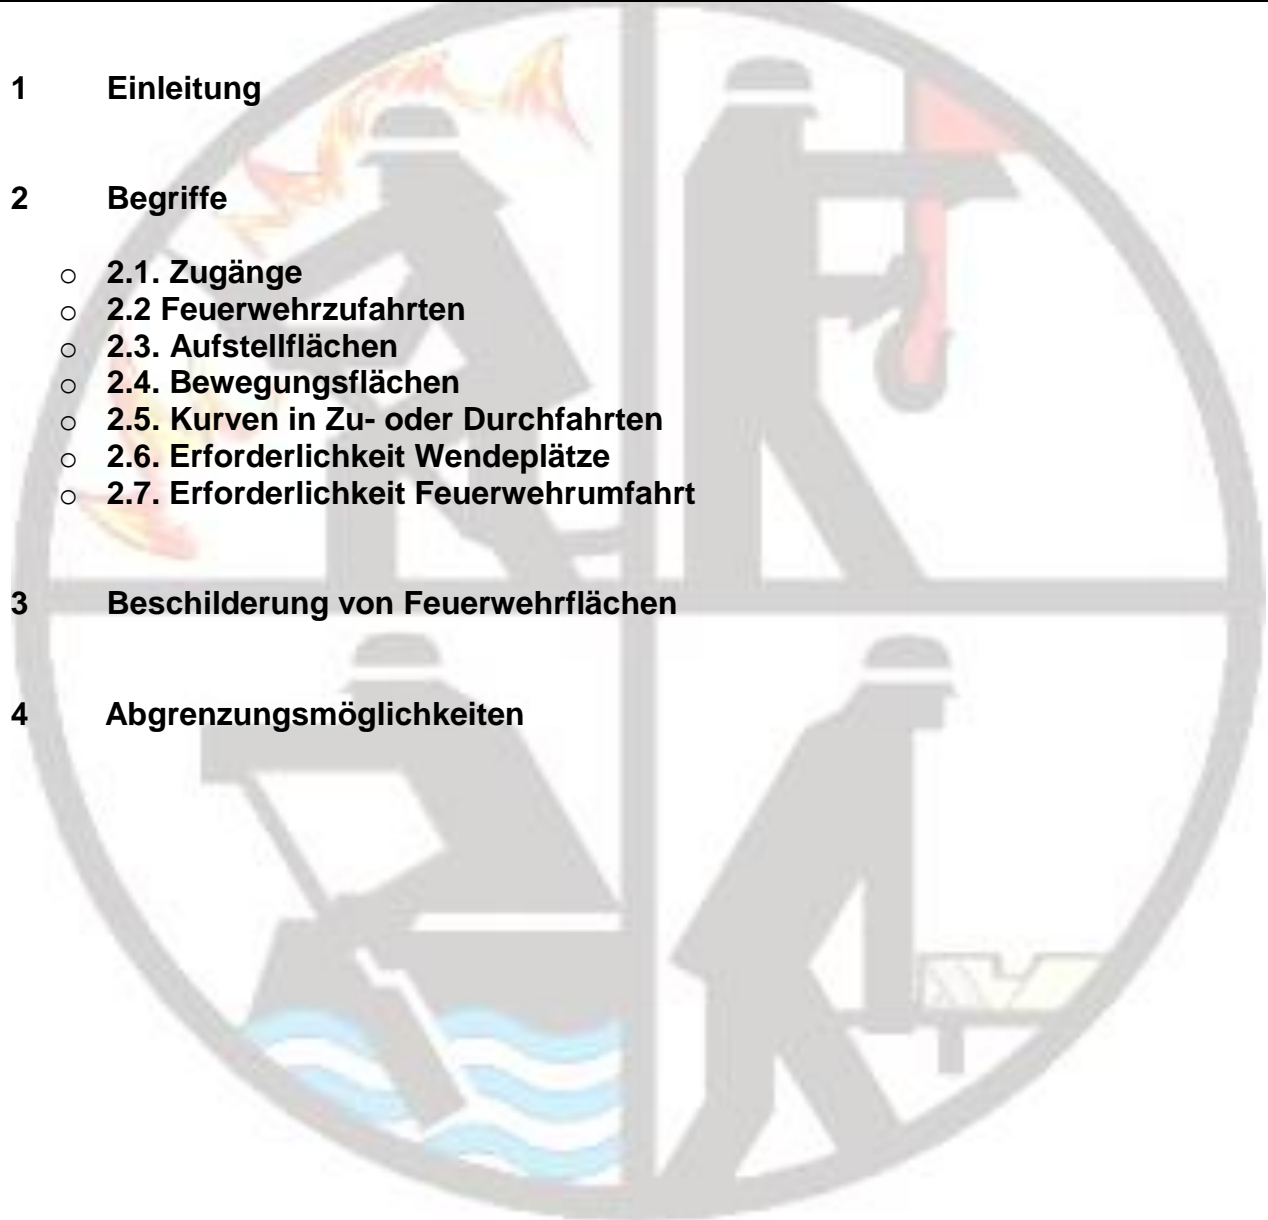 1 Einleitung
2 Begriffe
○ 2.1. Zugänge
○ 2.2 Feuerwehrzufahrten
○ 2.3. Aufstellflächen
○ 2.4. Bewegungsflächen
○ 2.5. Kurven in Zu- oder Durchfahrten
○ 2.6. Erforderlichkeit Wendeplätze
○ 2.7. Erforderlichkeit Feuerwehrumfahrt
3 Beschilderung von Feuerwehrflächen
4 Abgrenzungsmöglichkeiten